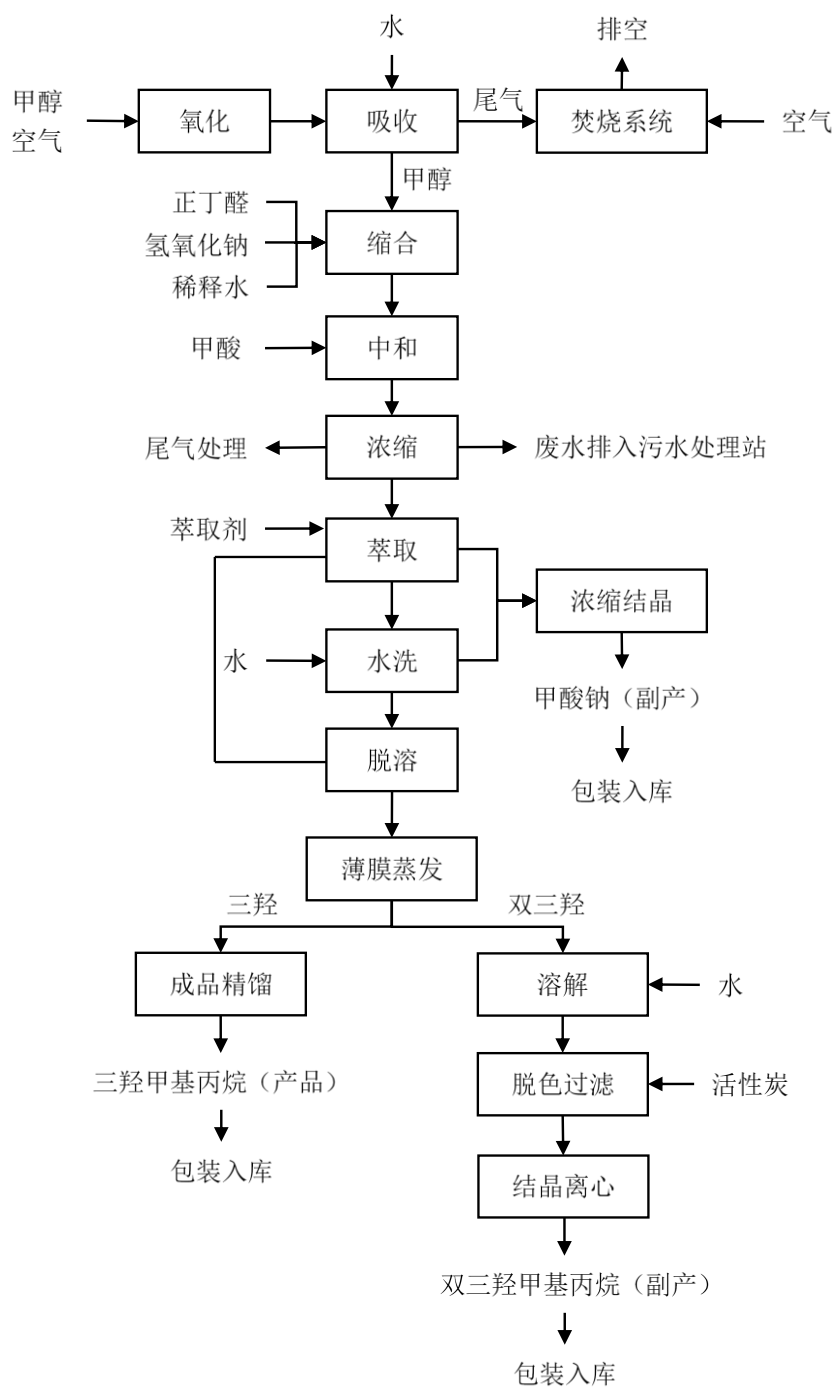 水
排空
甲醇
空气
氧化
吸收
尾气
焚烧系统
空气
甲醇
正丁醛
氢氧化钠
稀释水
缩合
甲酸
中和
尾气处理
浓缩
废水排入污水处理站
萃取剂
萃取
浓缩结晶
水
水洗
甲酸钠（副产）
脱溶
包装入库
薄膜蒸发
三羟
双三羟
成品精馏
溶解
水
三羟甲基丙烷（产品）
脱色过滤
活性炭
包装入库
结晶离心
双三羟甲基丙烷（副产）
包装入库